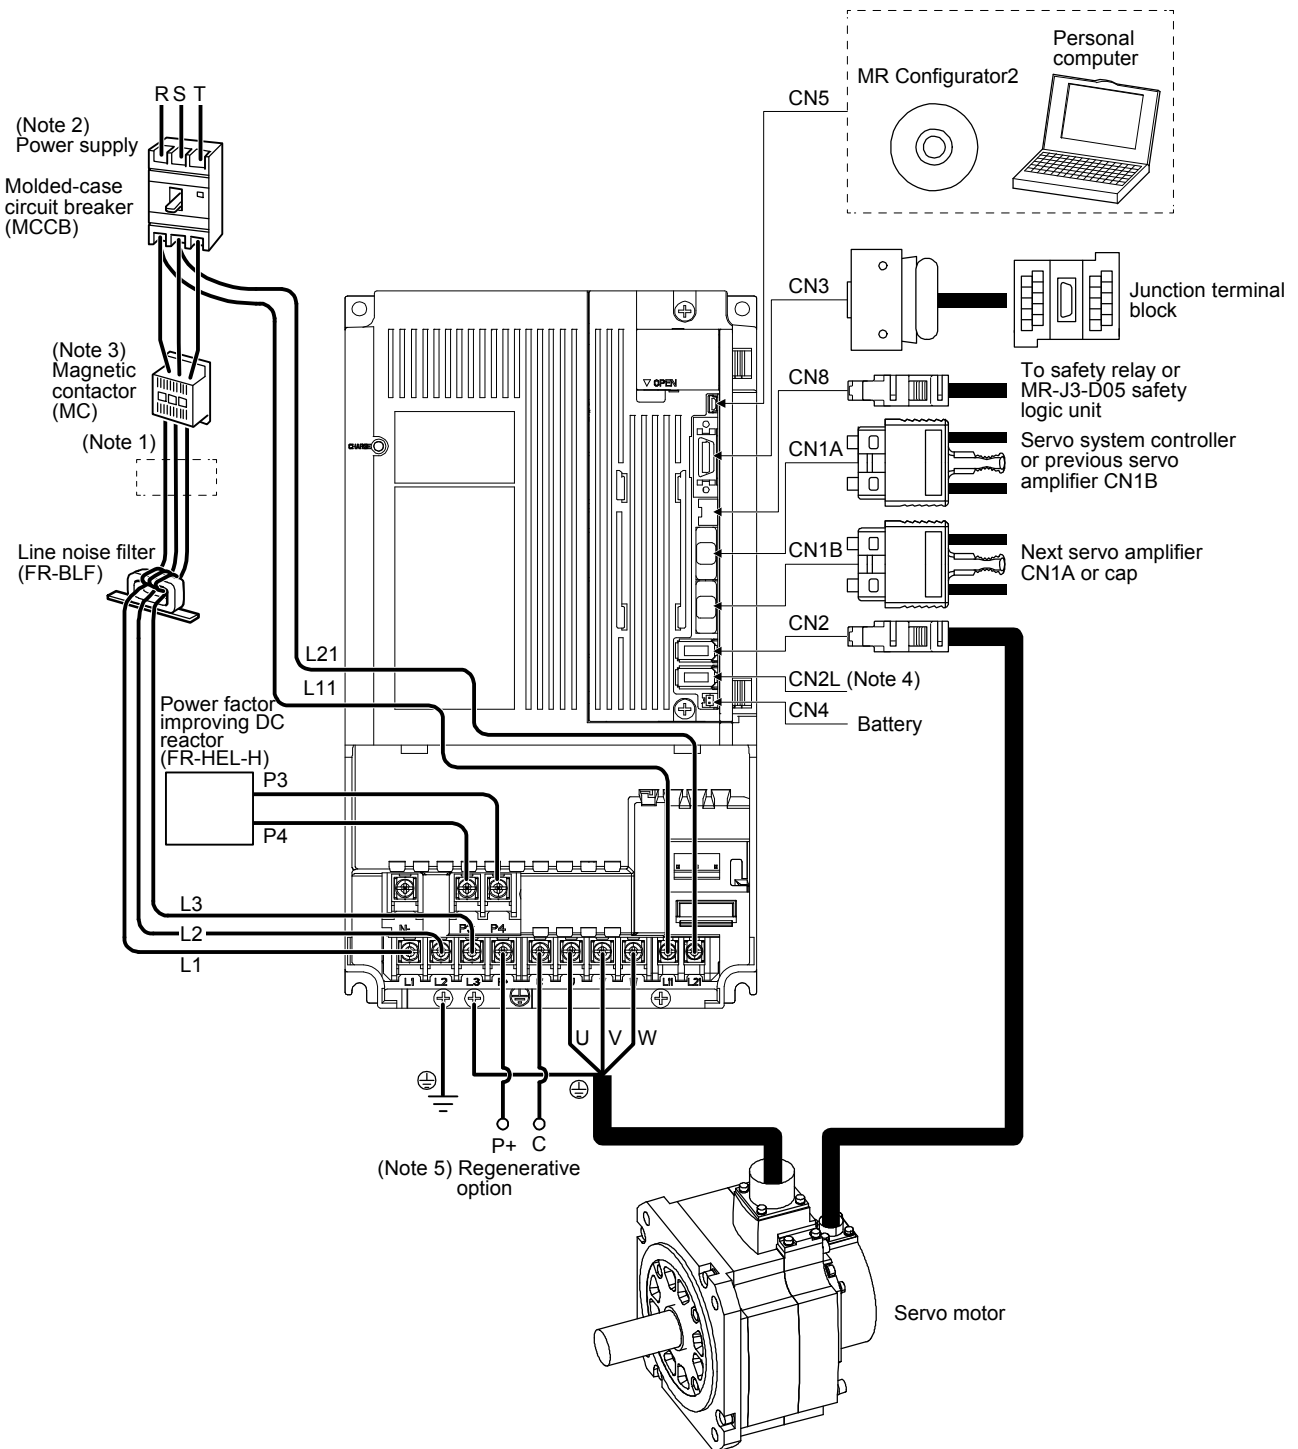 Personal
computer
MR Configurator2
CN5
R S T
(Note 2)
Power supply
Molded-case
circuit breaker
(MCCB)
CN3
Junction terminal
block
(Note 3)
Magnetic
contactor
(MC)
(Note 1)
OPEN
CN8
To safety relay or
MR-J3-D05 safety
logic unit
CHARGE
CN1A
Servo system controller
or previous servo
amplifier CN1B
Line noise filter
(FR-BLF)
CN1B
Next servo amplifier
CN1A or cap
CN2
L21
L11
CN2L (Note 4)
CN4
Battery
Power factor
improving DC
reactor
(FR-HEL-H)
P3
P4
L3
L2
L1
N-
P3
P4
L1
L2
L3
P+
L11
L21
U
V
W
P+
C
(Note 5) Regenerative
option
Servo motor